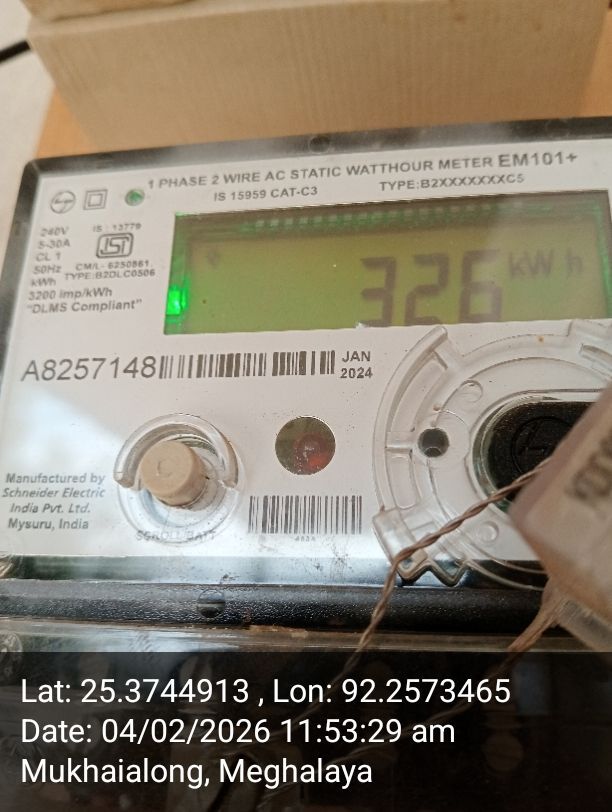 1 PHASE 2 WIRE AC STATIC WATTHOUR METER EM101+
IS 15959 CAT-C3
TYPE:B2XXXXXXXC5
240V
5-30A
CL 1
50Hz
kWh
3200 imp/kWh
"DLMS Compliant"
IS : 13779
ISI
CM/L- 6250861
TYPE:B2DLC0506
326 kWh
A8257148
JAN
2024
Manufactured by
Schneider Electric
India Pvt. Ltd.
Mysuru, India
SCROLL/BATT
Lat: 25.3744913 , Lon: 92.2573465
Date: 04/02/2026 11:53:29 am
Mukhaialong, Meghalaya